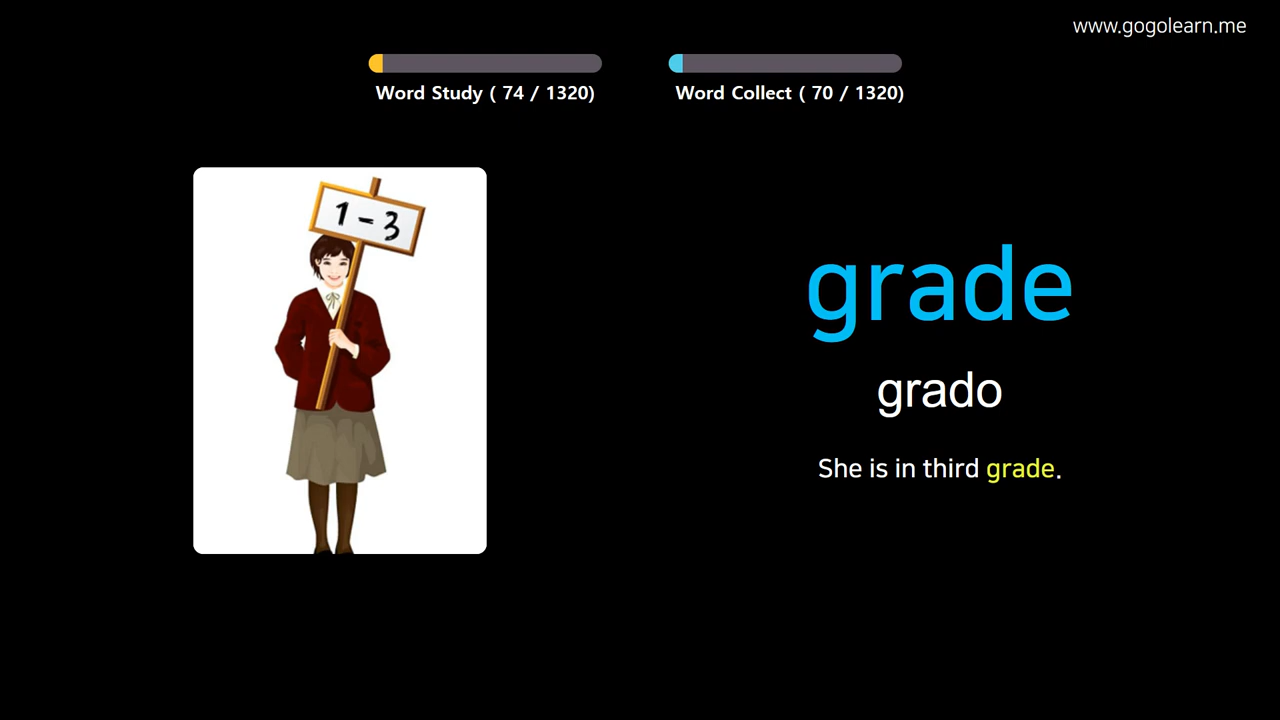 www.gogolearn.me
Word Study ( 74 / 1320)
Word Collect ( 70 / 1320)
1 - 3
grade
grado
She is in third grade.